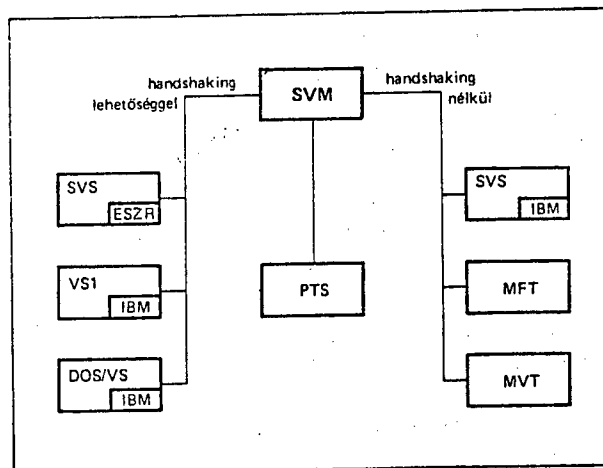 handshaking
lehetőséggel
SVM
handshaking
nélkül
SVS
ESZR
VS1
IBM
DOS/VS
IBM
PTS
SVS
IBM
MFT
MVT